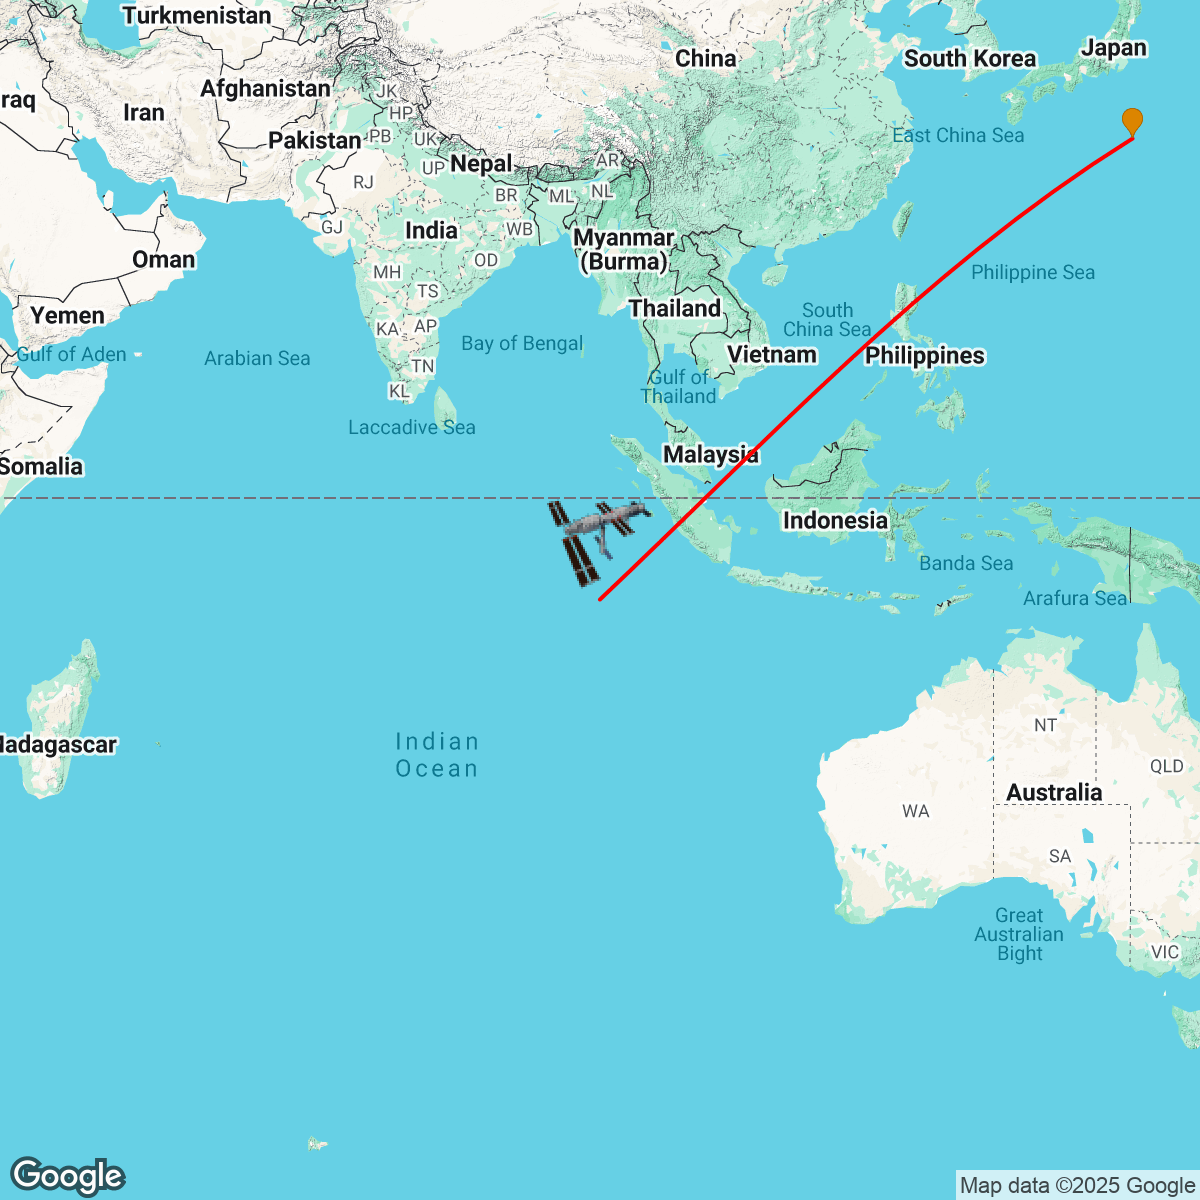 Turkmenistan
China
South Korea
Japan
Afghanistan
JK
raq
Iran
HP
Pakistan
PB
UK
East China Sea
Nepal
UP
AR
RJ
BR
ML
NL
GJ
India
WB
Myanmar
(Burma)
Oman
OD
MH
Philippine Sea
TS
Yemen
Thailand
South
China Sea
KA
AP
Bay of Bengal
Gulf of Aden
Arabian Sea
TN
Vietnam
Philippines
KL
Gulf of
Thailand
Laccadive Sea
Somalia
Malaysia
Indonesia
Banda Sea
Arafura Sea
NT
Indian
Ocean
Madagascar
QLD
Australia
WA
SA
Great
Australian
Bight
VIC
Google
Map data ©2025 Google